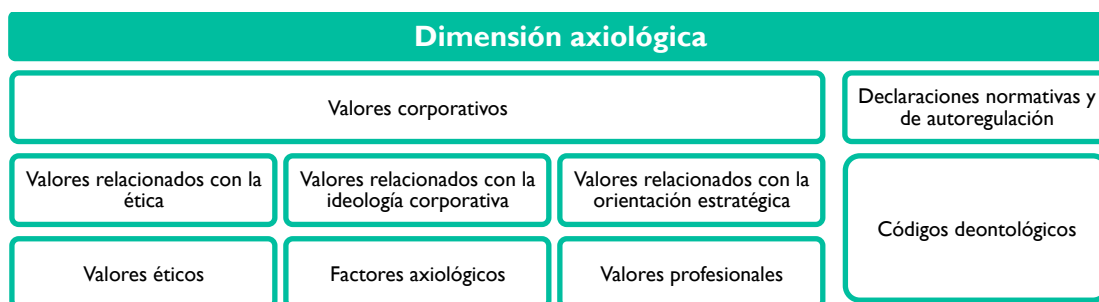 Dimensión axiológica
Valores corporativos
Declaraciones normativas y
de autoregulación
Valores relacionados con la
ética
Valores relacionados con la
ideología corporativa
Valores relacionados con la
orientación estratégica
Códigos deontológicos
Valores éticos
Factores axiológicos
Valores profesionales